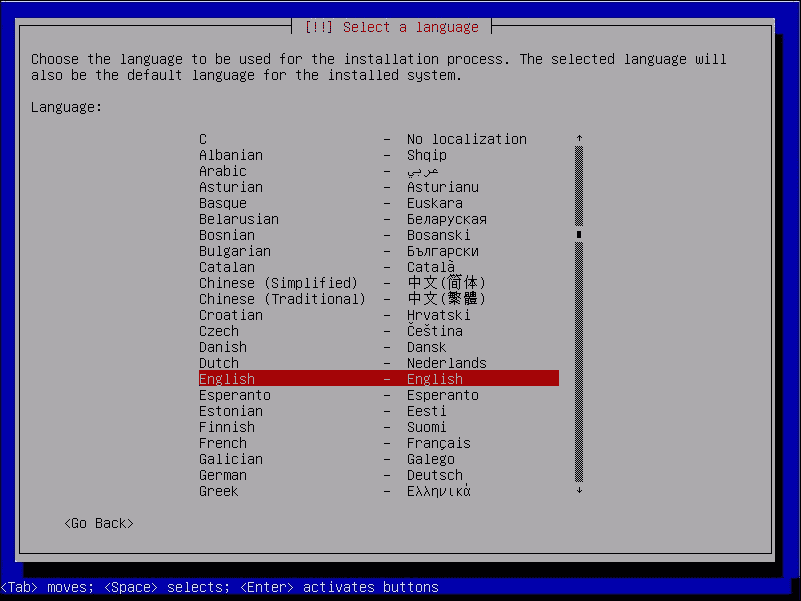 [!!] Select a language
Choose the language to be used for the installation process. The selected language will
also be the default language for the installed system.
Language:
C - No localization
Albanian - Shqip
Arabic - عربي
Asturian - Asturianu
Basque - Euskara
Belarusian - Беларуская
Bosnian - Bosanski
Bulgarian - Български
Catalan - Català
Chinese (Simplified) - 中文(简体)
Chinese (Traditional) - 中文(繁體)
Croatian - Hrvatski
Czech - Čeština
Danish - Dansk
Dutch - Nederlands
English - English
Esperanto - Esperanto
Estonian - Eesti
Finnish - Suomi
French - Français
Galician - Galego
German - Deutsch
Greek - Ελληνικά
<Go Back>
<Tab> moves; <Space> selects; <Enter> activates buttons